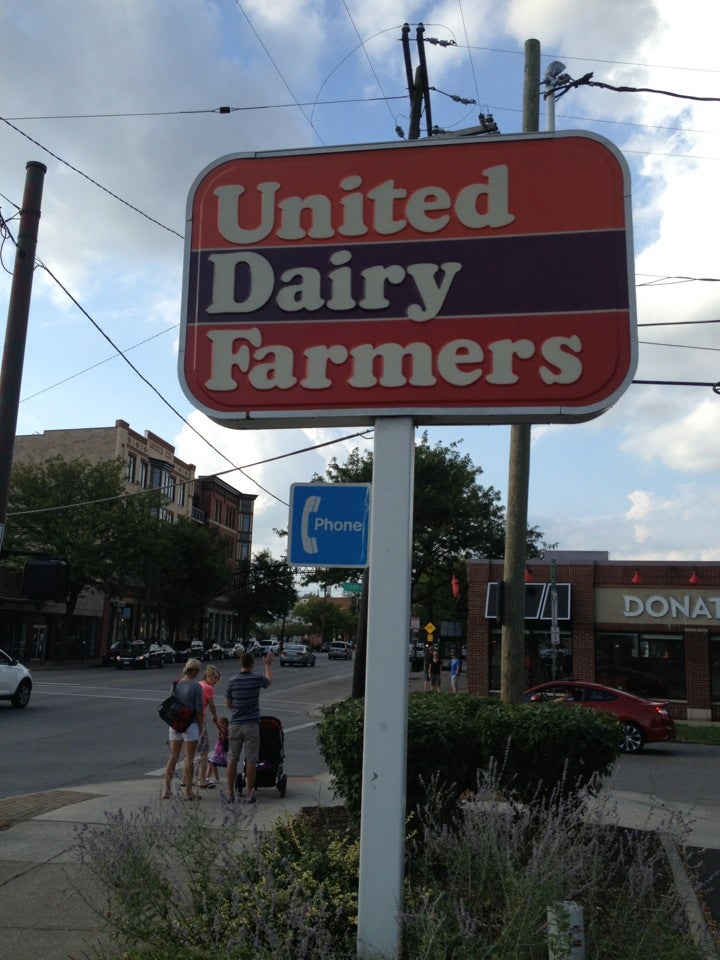 United
Dairy
Farmers
Phone
DONAT